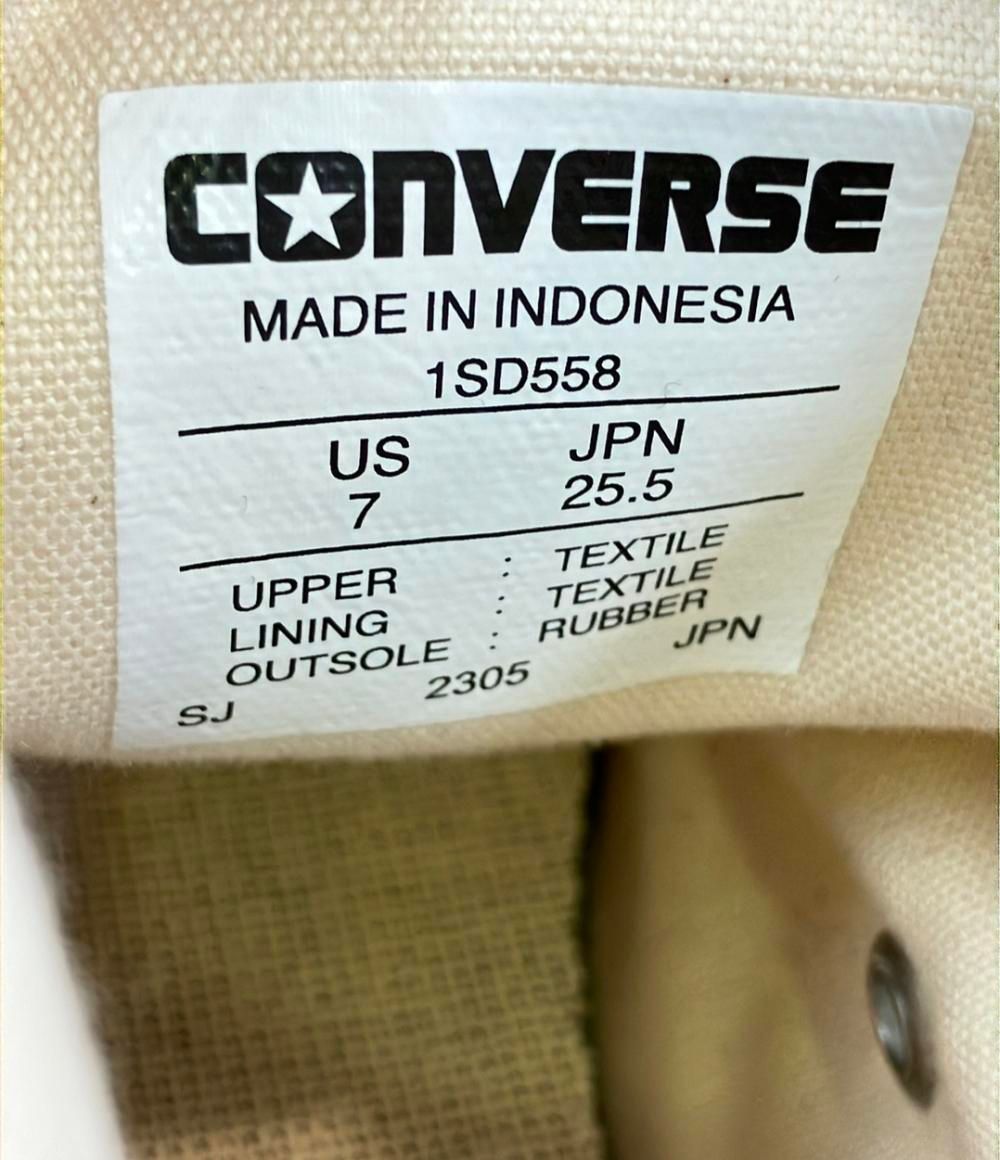 CONVERSE
MADE IN INDONESIA
1SD558
US JPN
7 25.5
UPPER : TEXTILE
LINING : TEXTILE
OUTSOLE : RUBBER
SJ 2305 JPN